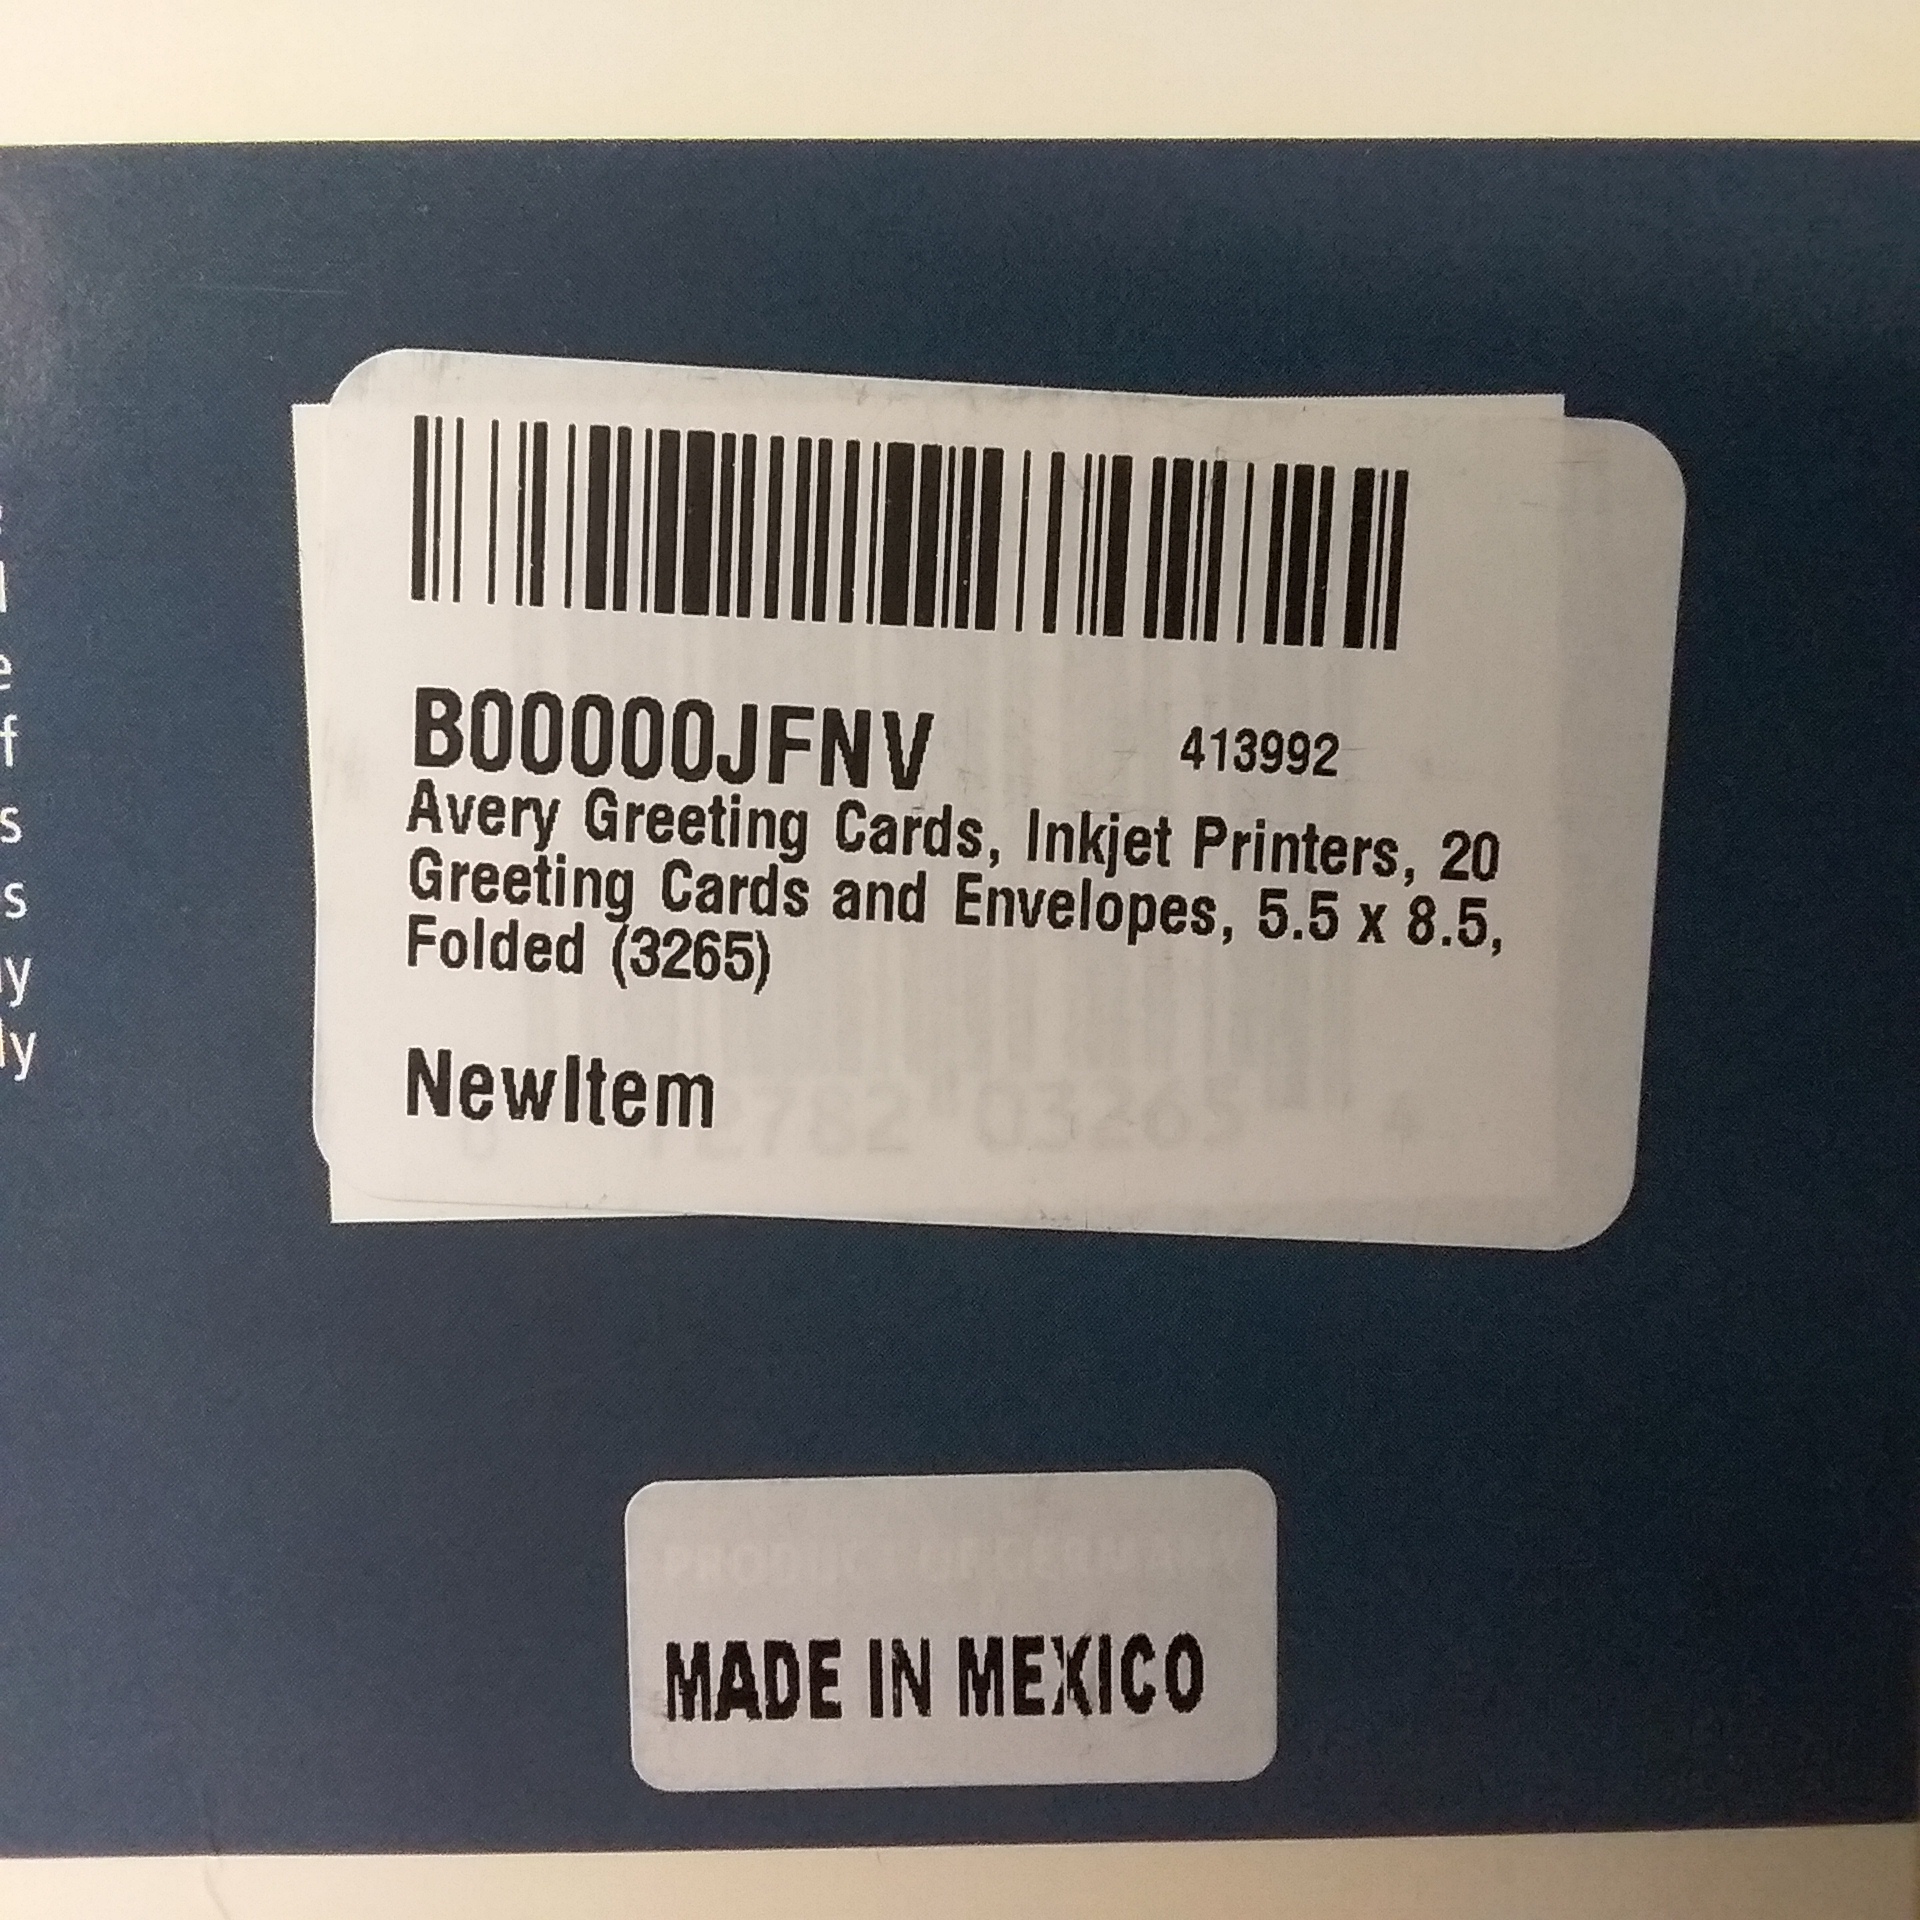 B00000JFNV 413992
Avery Greeting Cards, Inkjet Printers, 20
Greeting Cards and Envelopes, 5.5 x 8.5,
Folded (3265)
NewItem
MADE IN MEXICO